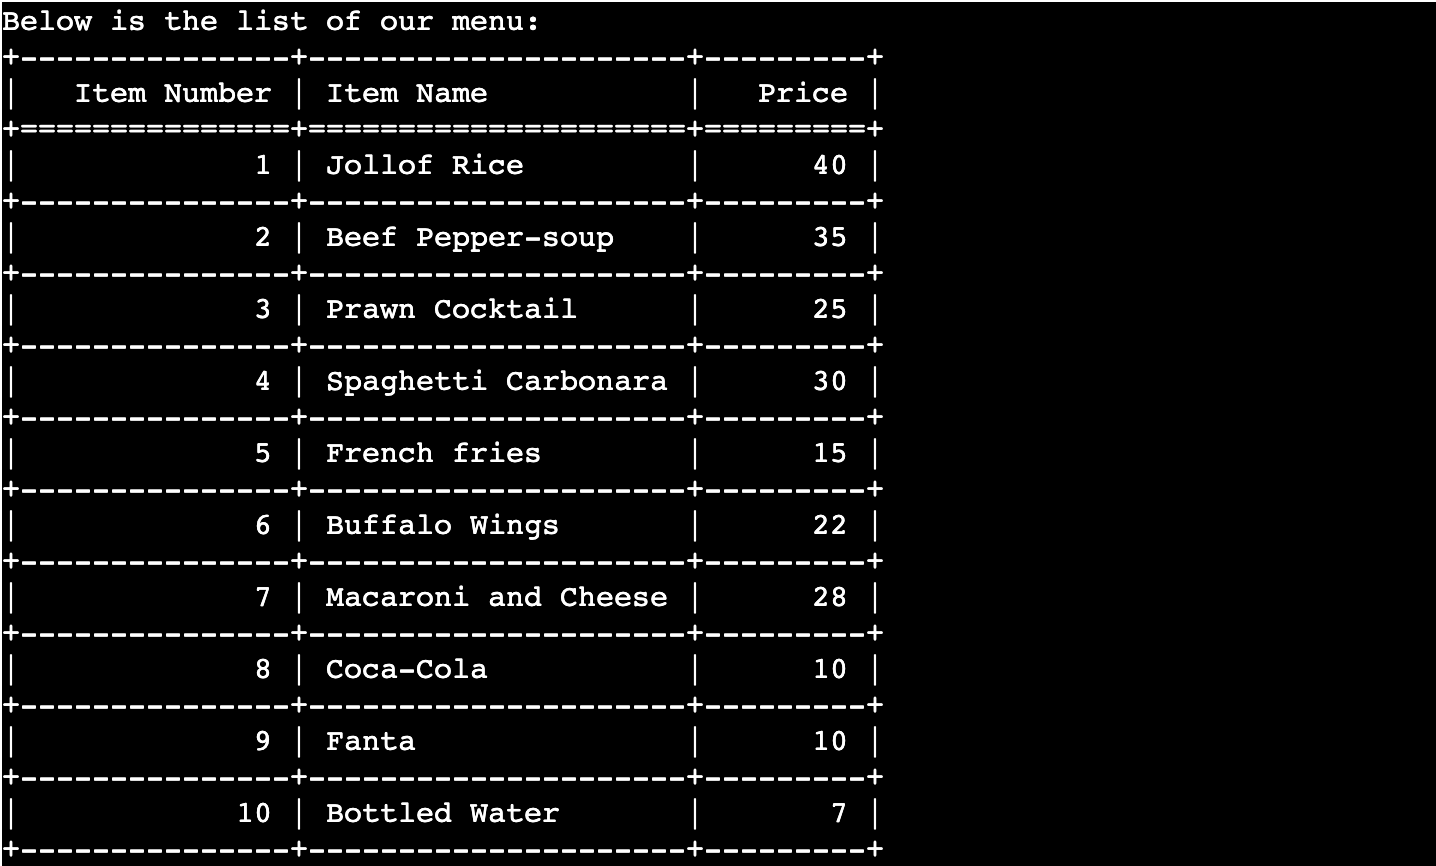 Below is the list of our menu:
+---------------+---------------------+---------+
|   Item Number | Item Name           |   Price |
+===============+=====================+=========+
|             1 | Jollof Rice         |      40 |
+---------------+---------------------+---------+
|             2 | Beef Pepper-soup    |      35 |
+---------------+---------------------+---------+
|             3 | Prawn Cocktail      |      25 |
+---------------+---------------------+---------+
|             4 | Spaghetti Carbonara |      30 |
+---------------+---------------------+---------+
|             5 | French fries        |      15 |
+---------------+---------------------+---------+
|             6 | Buffalo Wings       |      22 |
+---------------+---------------------+---------+
|             7 | Macaroni and Cheese |      28 |
+---------------+---------------------+---------+
|             8 | Coca-Cola           |      10 |
+---------------+---------------------+---------+
|             9 | Fanta               |      10 |
+---------------+---------------------+---------+
|            10 | Bottled Water       |       7 |
+---------------+---------------------+---------+